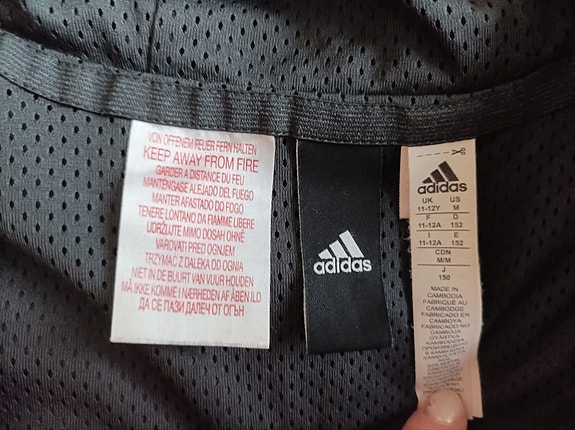 VON OFFENEM FEUER FERN HALTEN
KEEP AWAY FROM FIRE
GARDER A DISTANCE DU FEU
MANTÉNGASE ALEJADO DEL FUEGO
MANTER AFASTADO DO FOGO
TENERE LONTANO DA FIAMME LIBERE
UDRŽUJTE MIMO DOSAH OHNĚ
VAROVATI PRED OGNJEM
TRZYMAĆ Z DALEKA OD OGNIA
NIET IN DE BUURT VAN VUUR HOUDEN
MÅ IKKE KOMME I NÆRHEDEN AF ÅBEN ILD
ДА СЕ ПАЗИ ДАЛЕЧ ОТ ОГЪН
adidas
adidas
UK US
11-12Y M
F D
11-12A 152
I E
11-12A 152
CDN
M/M
J
150
MADE IN
CAMBODIA
FABRIQUÉ AU
CAMBODGE
FABRICADO EN
CAMBOYA
FABRICADO NO
CAMBOJA